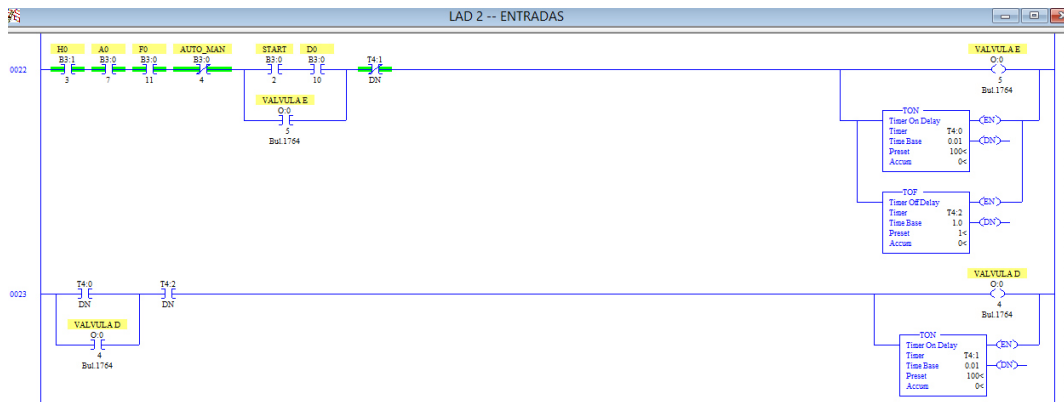 LAD 2 -- ENTRADAS
H0 A0 F0 AUTO_MAN START D0 VALVULA E
B3:1 B3:0 B3:0 B3:0 B3:0 B3:0 T4:1 O:0
0022
3 7 11 4 2 10 DN 5
Bul.1764
VALVULA E
O:0
5
Bul.1764
TON
Timer On Delay EN
Timer T4:0
Time Base 0.01 DN
Preset 100<
Accum 0<
TOF
Timer Off Delay EN
Timer T4:2
Time Base 1.0 DN
Preset 1<
Accum 0<
VALVULA D
T4:0 T4:2 O:0
0023
DN DN 4
Bul.1764
VALVULA D
O:0
4
Bul.1764
TON
Timer On Delay EN
Timer T4:1
Time Base 0.01 DN
Preset 100<
Accum 0<